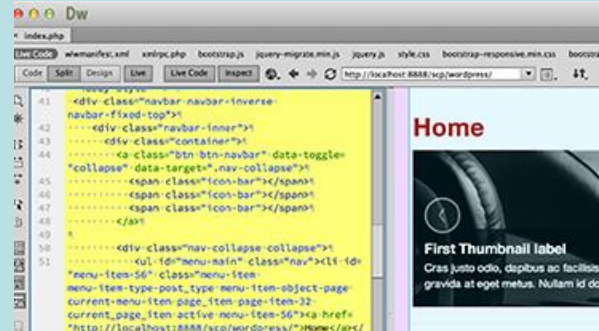 Dw
× index.php
Live Code wlwmanifest.xml xmlrpc.php bootstrap.js jquery-migrate.min.js jquery.js style.css bootstrap-responsive.min.css bootstra
Code Split Design Live Live Code Inspect http://localhost:8888/scp/wordpress/
41 <div class="navbar navbar-inverse
navbar-fixed-top">
42 <div class="navbar-inner">
43 <div class="container">
44 <a class="btn btn-navbar" data-toggle=
"collapse" data-target=".nav-collapse">
45 <span class="icon-bar"></span>
46 <span class="icon-bar"></span>
47 <span class="icon-bar"></span>
48 </a>
49
50 <div class="nav-collapse collapse">
51 <ul id="menu-main" class="nav"><li id=
"menu-item-56" class="menu-item
menu-item-type-post_type menu-item-object-page
current-menu-item page_item page-item-32
current_page_item active menu-item-56"><a href=
"http://localhost:8888/scp/wordpress/">Home</a></
Home
First Thumbnail label
Cras justo odio, dapibus ac facilisis
gravida at eget metus. Nullam id do